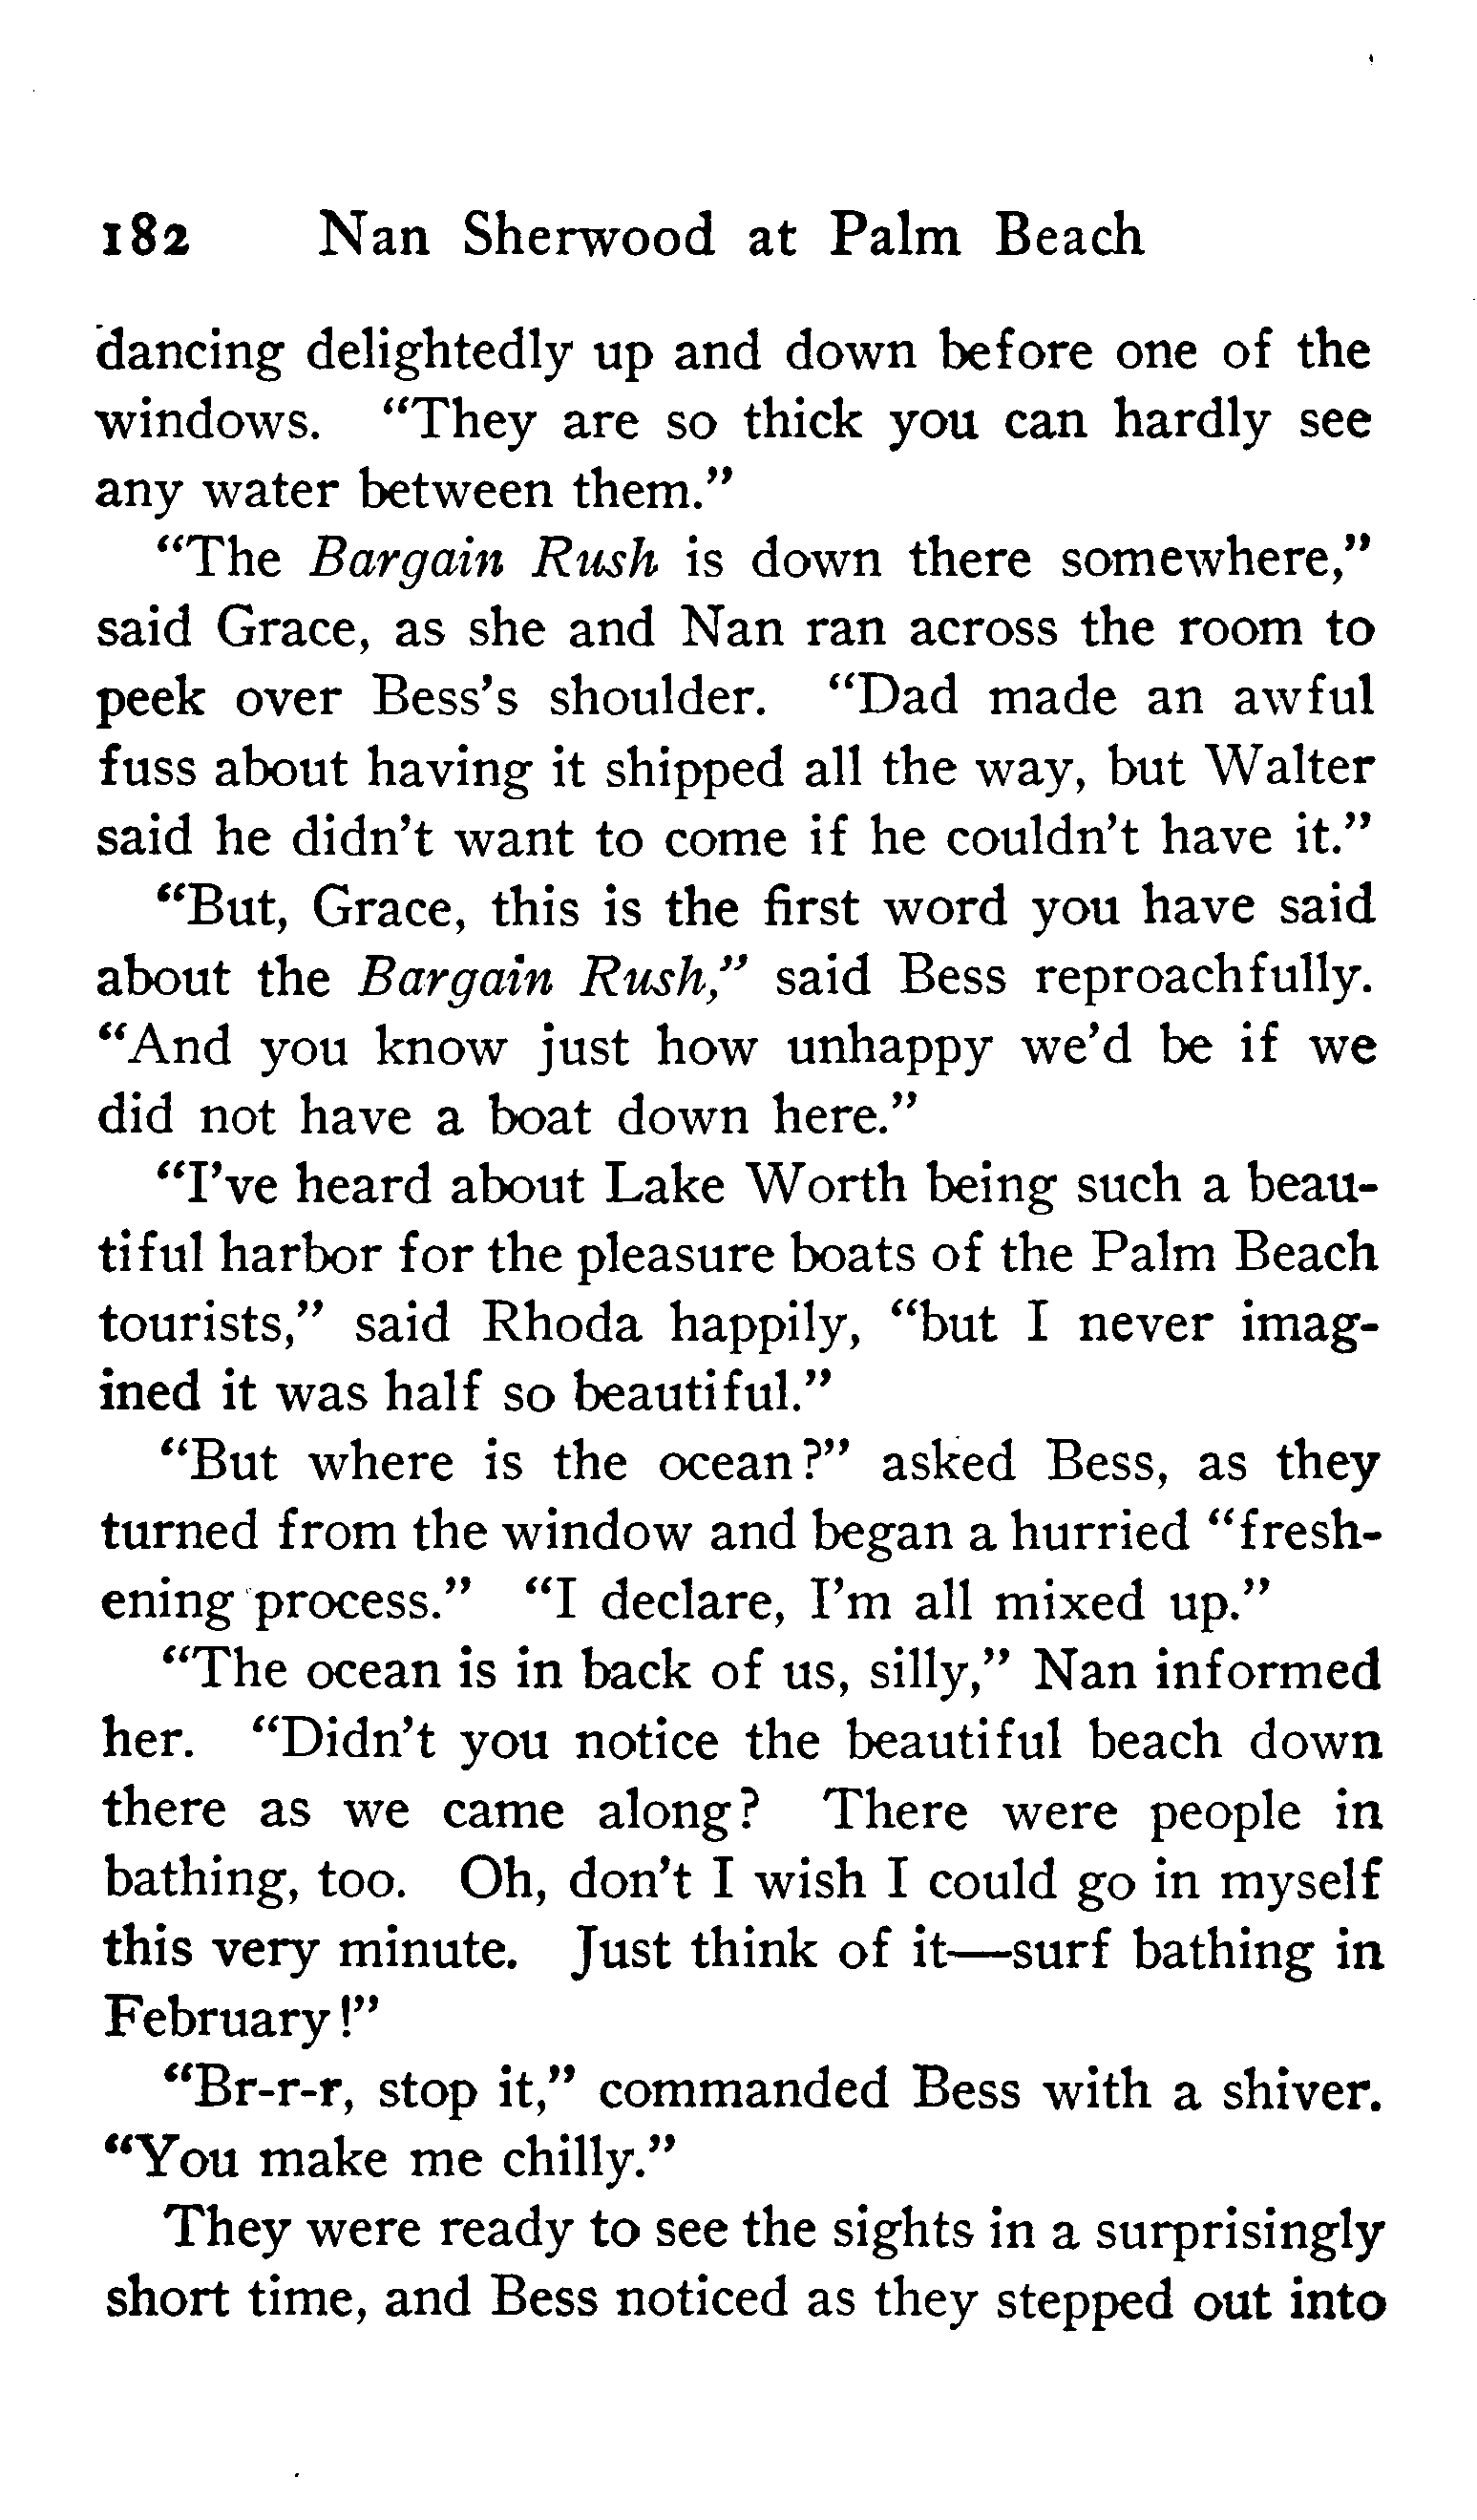 182 Nan Sherwood at Palm Beach
dancing delightedly up and down before one of the
windows. “They are so thick you can hardly see
any water between them.”
“The Bargain Rush is down there somewhere,”
said Grace, as she and Nan ran across the room to
peek over Bess’s shoulder. “Dad made an awful
fuss about having it shipped all the way, but Walter
said he didn’t want to come if he couldn’t have it.”
“But, Grace, this is the first word you have said
about the Bargain Rush,” said Bess reproachfully.
“And you know just how unhappy we’d be if we
did not have a boat down here.”
“I’ve heard about Lake Worth being such a beau-
tiful harbor for the pleasure boats of the Palm Beach
tourists,” said Rhoda happily, “but I never imag-
ined it was half so beautiful.”
“But where is the ocean?” asked Bess, as they
turned from the window and began a hurried “fresh-
ening process.” “I declare, I’m all mixed up.”
“The ocean is in back of us, silly,” Nan informed
her. “Didn’t you notice the beautiful beach down
there as we came along? There were people in
bathing, too. Oh, don’t I wish I could go in myself
this very minute. Just think of it—surf bathing in
February!”
“Br-r-r, stop it,” commanded Bess with a shiver.
“You make me chilly.”
They were ready to see the sights in a surprisingly
short time, and Bess noticed as they stepped out into